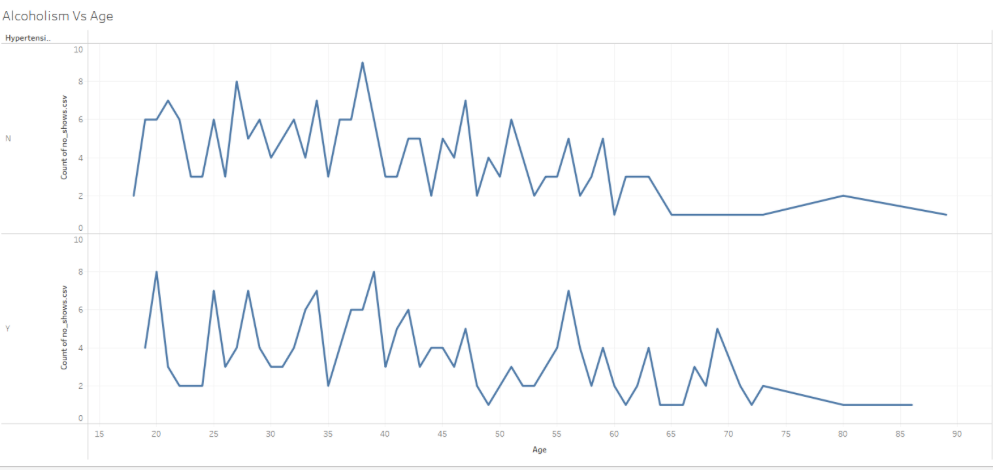 Alcoholism Vs Age
Hypertensi..
N
Count of no_shows.csv
10
8
6
4
2
0
Y
Count of no_shows.csv
10
8
6
4
2
0
15 20 25 30 35 40 45 50 55 60 65 70 75 80 85 90
Age